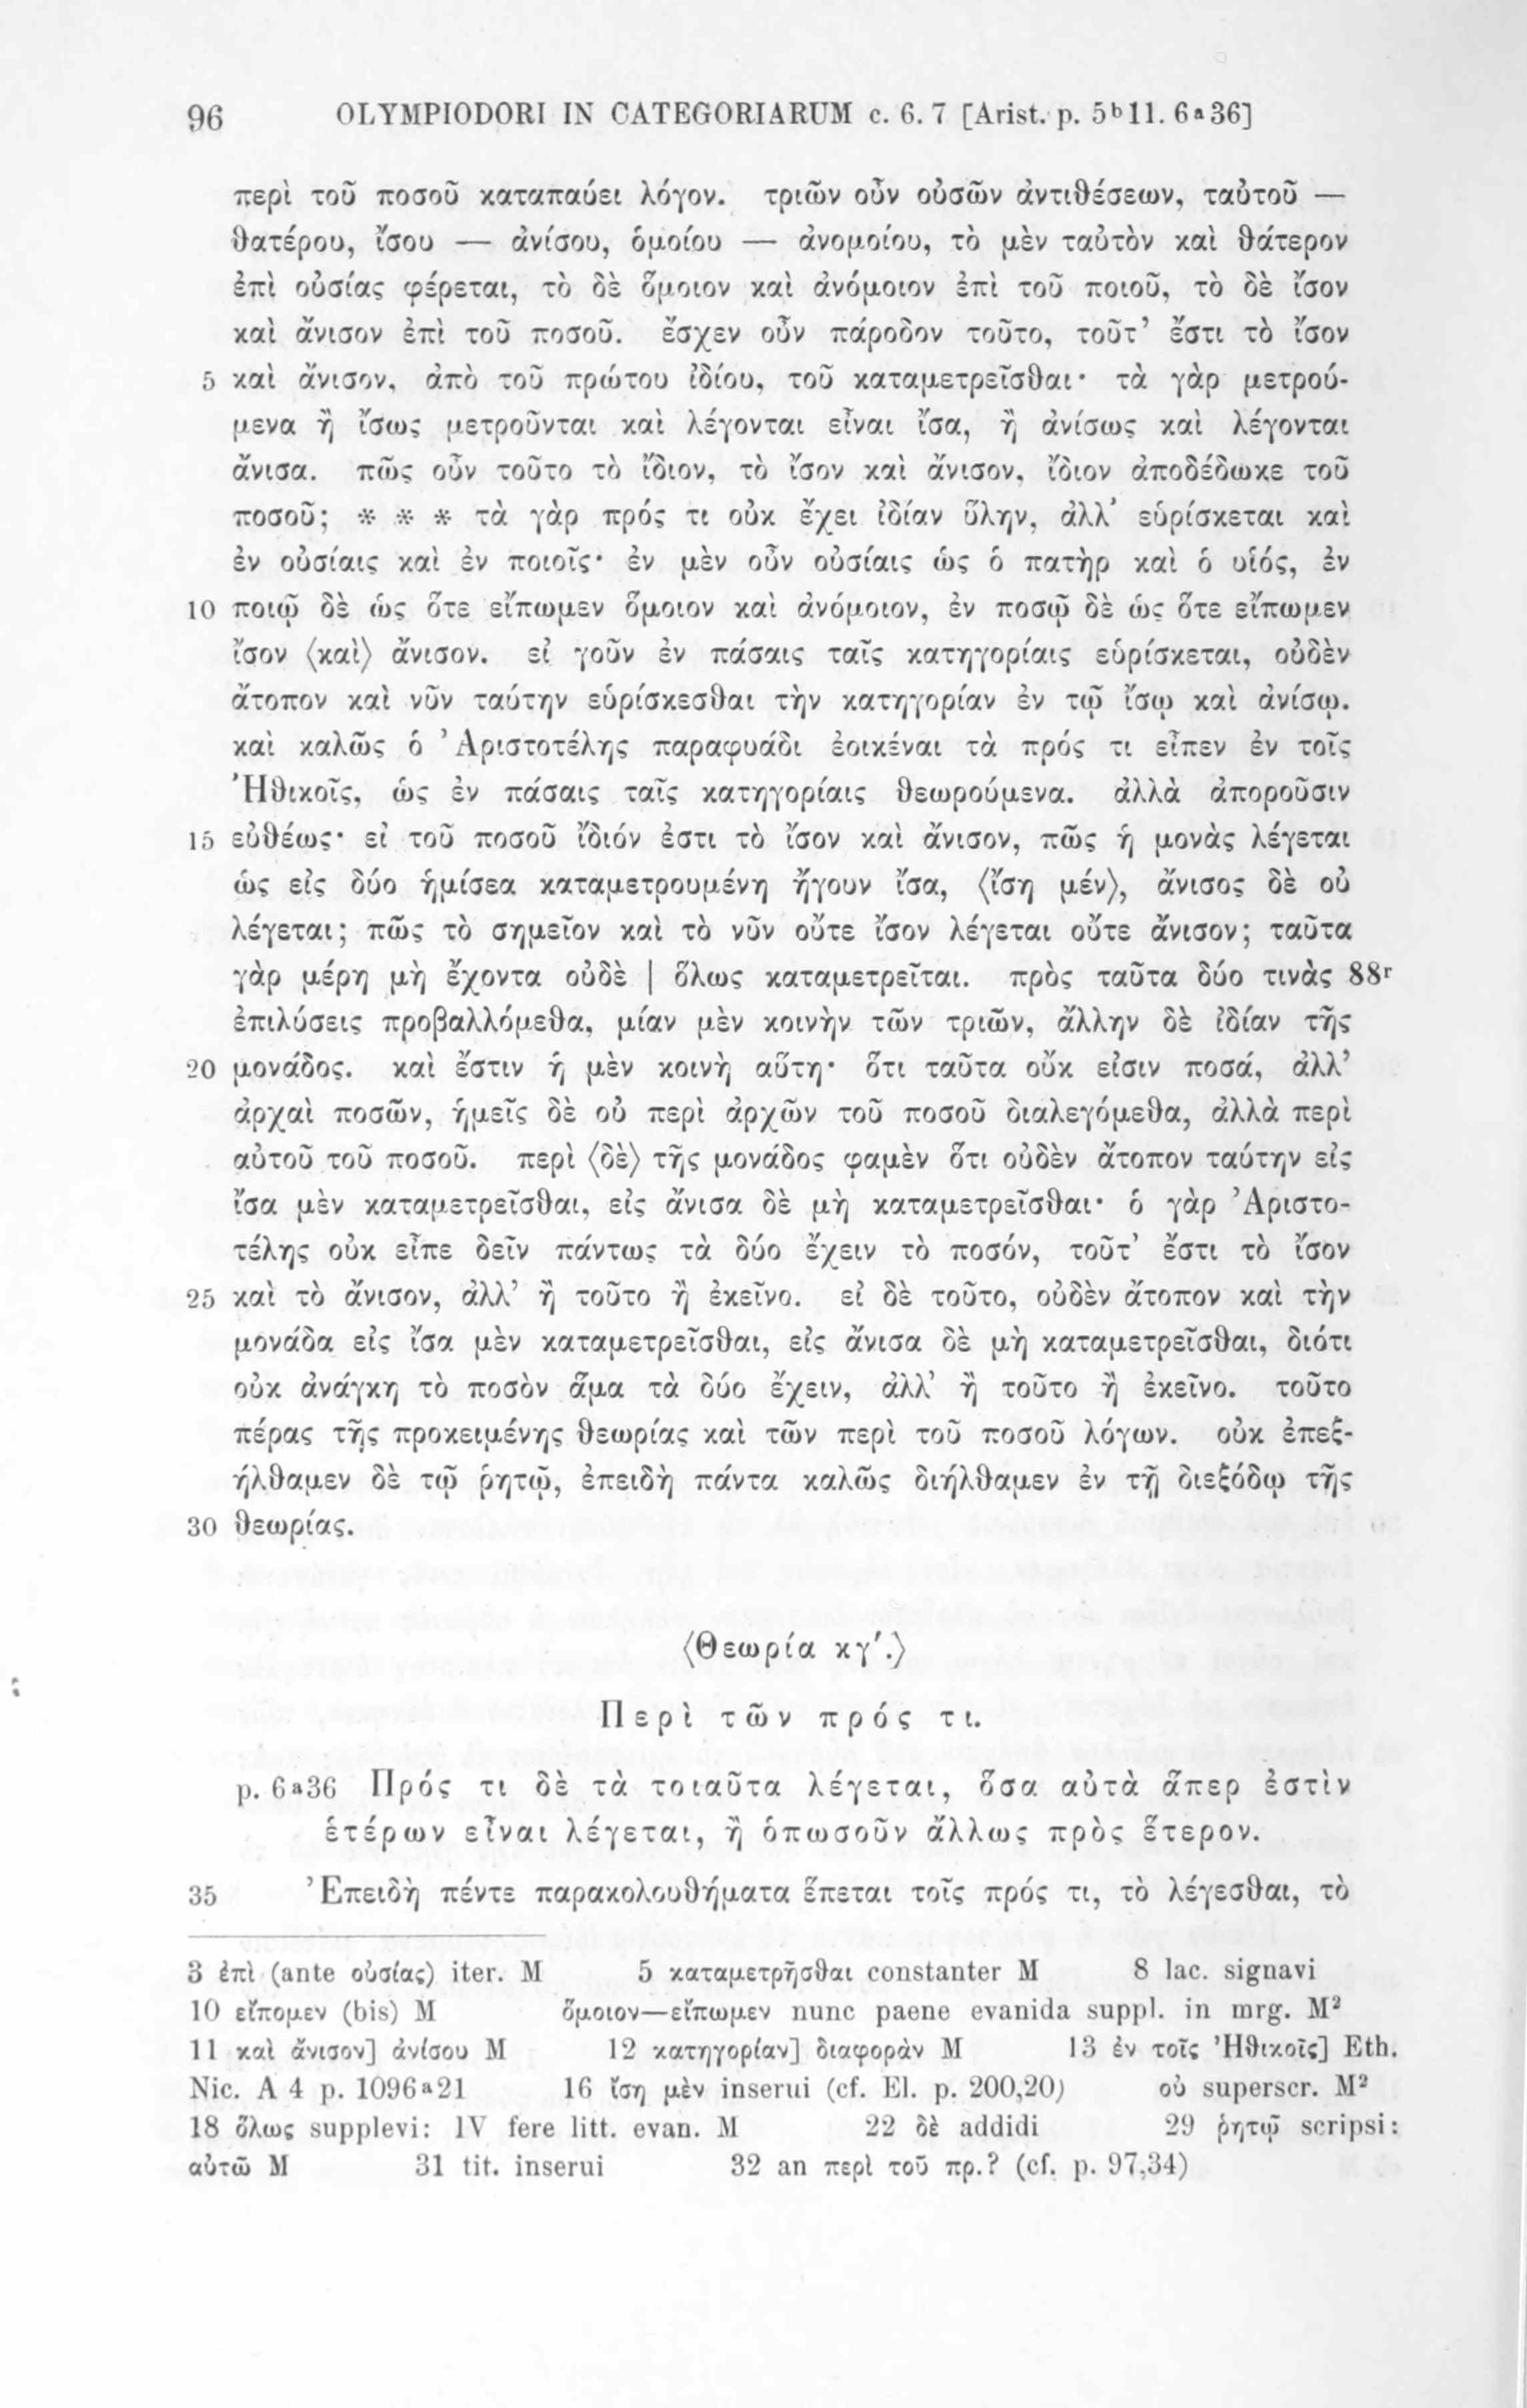 96 OLYMPIODORI IN CATEGORIARUM c. 6. 7 [Arist. p. 5ᵇ11. 6ᵃ36]
περὶ τοῦ ποσοῦ καταπαύει λόγον. τριῶν οὖν οὐσῶν ἀντιθέσεων, ταὐτοῦ —
θατέρου, ἴσου — ἀνίσου, ὁμοίου — ἀνομοίου, τὸ μὲν ταὐτὸν καὶ θάτερον
ἐπὶ οὐσίας φέρεται, τὸ δὲ ὅμοιον καὶ ἀνόμοιον ἐπὶ τοῦ ποιοῦ, τὸ δὲ ἴσον
καὶ ἄνισον ἐπὶ τοῦ ποσοῦ. ἔσχεν οὖν πάροδον τοῦτο, τοῦτ’ ἔστι τὸ ἴσον
5 καὶ ἄνισον, ἀπὸ τοῦ πρώτου ἰδίου, τοῦ καταμετρεῖσθαι· τὰ γὰρ μετρού-
μενα ἢ ἴσως μετροῦνται καὶ λέγονται εἶναι ἴσα, ἢ ἀνίσως καὶ λέγονται
ἄνισα. πῶς οὖν τοῦτο τὸ ἴδιον, τὸ ἴσον καὶ ἄνισον, ἴδιον ἀποδέδωκε τοῦ
ποσοῦ; * * * τὰ γὰρ πρός τι οὐκ ἔχει ἰδίαν ὕλην, ἀλλ’ εὑρίσκεται καὶ
ἐν οὐσίαις καὶ ἐν ποιοῖς· ἐν μὲν οὖν οὐσίαις ὡς ὁ πατὴρ καὶ ὁ υἱός, ἐν
10 ποιῷ δὲ ὡς ὅτε εἴπωμεν ὅμοιον καὶ ἀνόμοιον, ἐν ποσῷ δὲ ὡς ὅτε εἴπωμεν
ἴσον ⟨καὶ⟩ ἄνισον. εἰ γοῦν ἐν πάσαις ταῖς κατηγορίαις εὑρίσκεται, οὐδὲν
ἄτοπον καὶ νῦν ταύτην εὑρίσκεσθαι τὴν κατηγορίαν ἐν τῷ ἴσῳ καὶ ἀνίσῳ.
καὶ καλῶς ὁ Ἀριστοτέλης παραφυάδι ἐοικέναι τὰ πρός τι εἶπεν ἐν τοῖς
Ἠθικοῖς, ὡς ἐν πάσαις ταῖς κατηγορίαις θεωρούμενα. ἀλλὰ ἀποροῦσιν
15 εὐθέως· εἰ τοῦ ποσοῦ ἴδιόν ἐστι τὸ ἴσον καὶ ἄνισον, πῶς ἡ μονὰς λέγεται
ὡς εἰς δύο ἡμίσεα καταμετρουμένη ἤγουν ἴσα, ⟨ἴση μέν⟩, ἄνισος δὲ οὐ
λέγεται; πῶς τὸ σημεῖον καὶ τὸ νῦν οὔτε ἴσον λέγεται οὔτε ἄνισον; ταῦτα
γὰρ μέρη μὴ ἔχοντα οὐδὲ | ὅλως καταμετρεῖται. πρὸς ταῦτα δύο τινὰς 88ʳ
ἐπιλύσεις προβαλλόμεθα, μίαν μὲν κοινὴν τῶν τριῶν, ἄλλην δὲ ἰδίαν τῆς
20 μονάδος. καὶ ἔστιν ἡ μὲν κοινὴ αὕτη· ὅτι ταῦτα οὔκ εἰσιν ποσά, ἀλλ’
ἀρχαὶ ποσῶν, ἡμεῖς δὲ οὐ περὶ ἀρχῶν τοῦ ποσοῦ διαλεγόμεθα, ἀλλὰ περὶ
αὐτοῦ τοῦ ποσοῦ. περὶ ⟨δὲ⟩ τῆς μονάδος φαμὲν ὅτι οὐδὲν ἄτοπον ταύτην εἰς
ἴσα μὲν καταμετρεῖσθαι, εἰς ἄνισα δὲ μὴ καταμετρεῖσθαι· ὁ γὰρ Ἀριστο-
τέλης οὐκ εἶπε δεῖν πάντως τὰ δύο ἔχειν τὸ ποσόν, τοῦτ’ ἔστι τὸ ἴσον
25 καὶ τὸ ἄνισον, ἀλλ’ ἢ τοῦτο ἢ ἐκεῖνο. εἰ δὲ τοῦτο, οὐδὲν ἄτοπον καὶ τὴν
μονάδα εἰς ἴσα μὲν καταμετρεῖσθαι, εἰς ἄνισα δὲ μὴ καταμετρεῖσθαι, διότι
οὐκ ἀνάγκη τὸ ποσὸν ἅμα τὰ δύο ἔχειν, ἀλλ’ ἢ τοῦτο ἢ ἐκεῖνο. τοῦτο
πέρας τῆς προκειμένης θεωρίας καὶ τῶν περὶ τοῦ ποσοῦ λόγων. οὐκ ἐπεξ-
ήλθαμεν δὲ τῷ ῥητῷ, ἐπειδὴ πάντα καλῶς διήλθαμεν ἐν τῇ διεξόδῳ τῆς
30 θεωρίας.
⟨Θεωρία κγʹ.⟩
Περὶ τῶν πρός τι.
p. 6ᵃ36 Πρός τι δὲ τὰ τοιαῦτα λέγεται, ὅσα αὐτὰ ἅπερ ἐστὶν
ἑτέρων εἶναι λέγεται, ἢ ὁπωσοῦν ἄλλως πρὸς ἕτερον.
35 Ἐπειδὴ πέντε παρακολουθήματα ἕπεται τοῖς πρός τι, τὸ λέγεσθαι, τὸ
3 ἐπὶ (ante οὐσίας) iter. M 5 καταμετρῆσθαι constanter M 8 lac. signavi
10 εἴπομεν (bis) M ὅμοιον—εἴπωμεν nunc paene evanida suppl. in mrg. M²
11 καὶ ἄνισον] ἀνίσου M 12 κατηγορίαν] διαφορὰν M 13 ἐν τοῖς Ἠθικοῖς] Eth.
Nic. A 4 p. 1096ᵃ21 16 ἴση μὲν inserui (cf. El. p. 200,20) οὐ superscr. M²
18 ὅλως supplevi: IV fere litt. evan. M 22 δὲ addidi 29 ῥητῷ scripsi:
αὐτῶ M 31 tit. inserui 32 an περὶ τοῦ πρ.? (cf. p. 97,34)